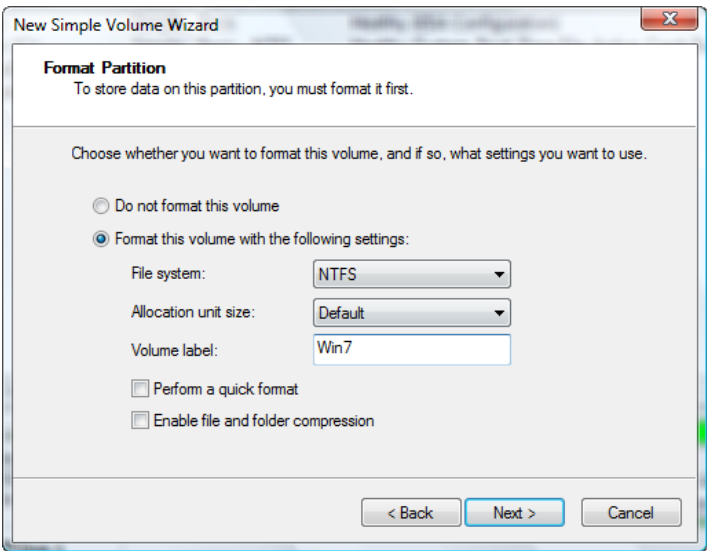 New Simple Volume Wizard
Format Partition
To store data on this partition, you must format it first.
Choose whether you want to format this volume, and if so, what settings you want to use.
Do not format this volume
Format this volume with the following settings:
File system: NTFS
Allocation unit size: Default
Volume label: Win7
Perform a quick format
Enable file and folder compression
< Back Next > Cancel